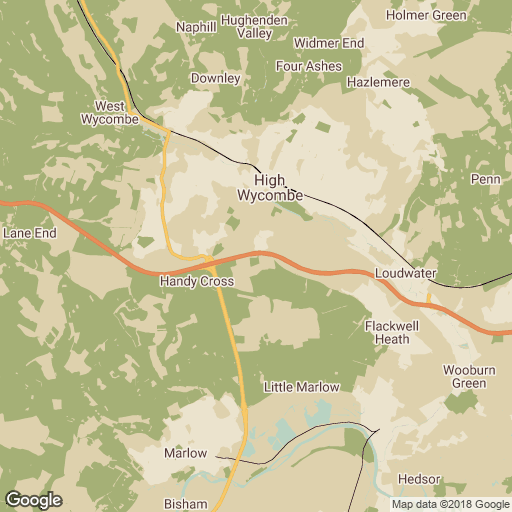 Holmer Green
Hughenden
Valley
Naphill
Widmer End
Four Ashes
Downley
Hazlemere
West
Wycombe
High
Wycombe
Penn
Lane End
Loudwater
Handy Cross
Flackwell
Heath
Wooburn
Green
Little Marlow
Marlow
Hedsor
Bisham
Google
Map data ©2018 Google